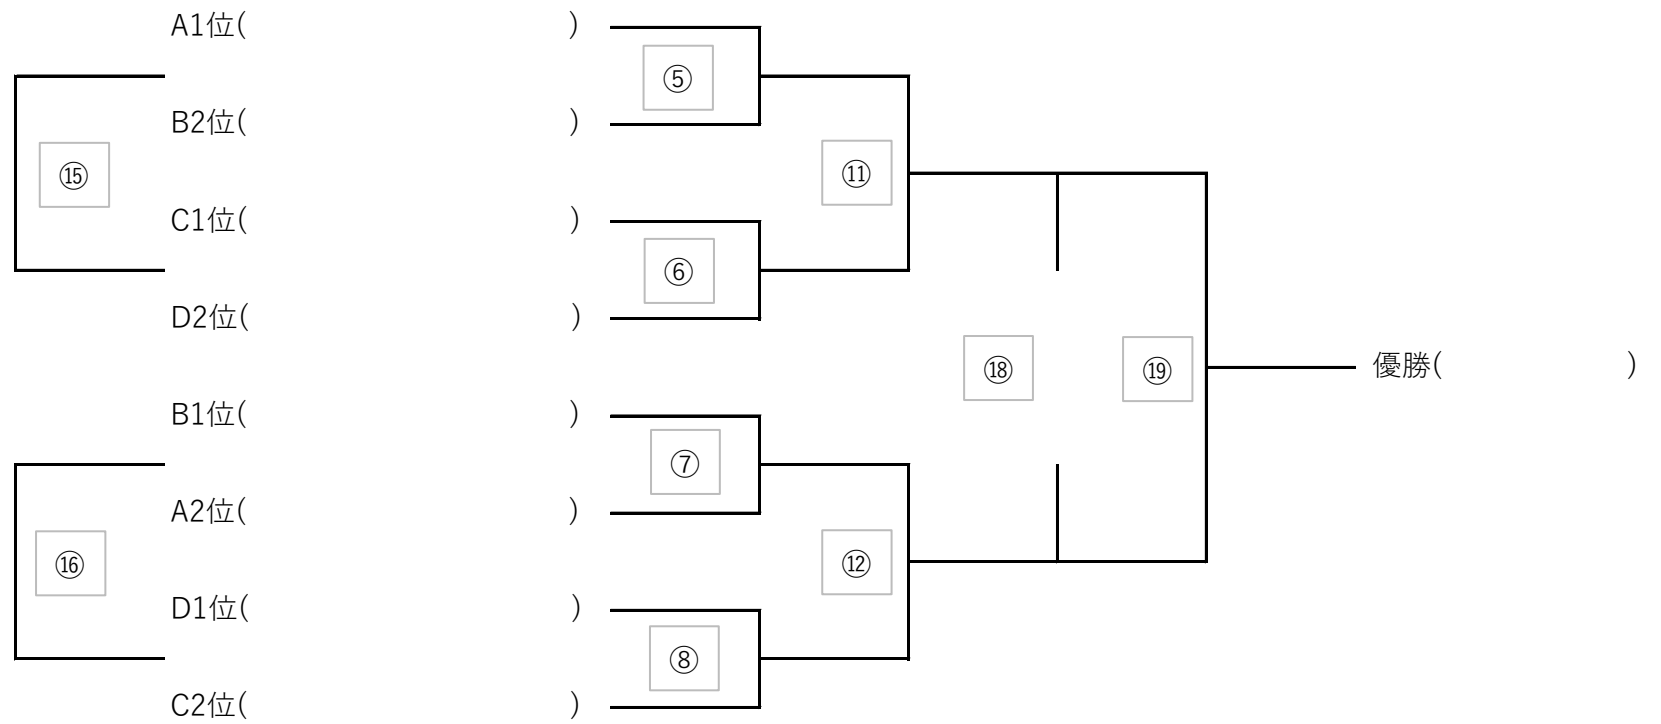 A1位( )
⑤
B2位( )
⑮
⑪
C1位( )
⑥
D2位( )
⑱
⑲
優勝( )
B1位( )
⑦
A2位( )
⑯
⑫
D1位( )
⑧
C2位( )